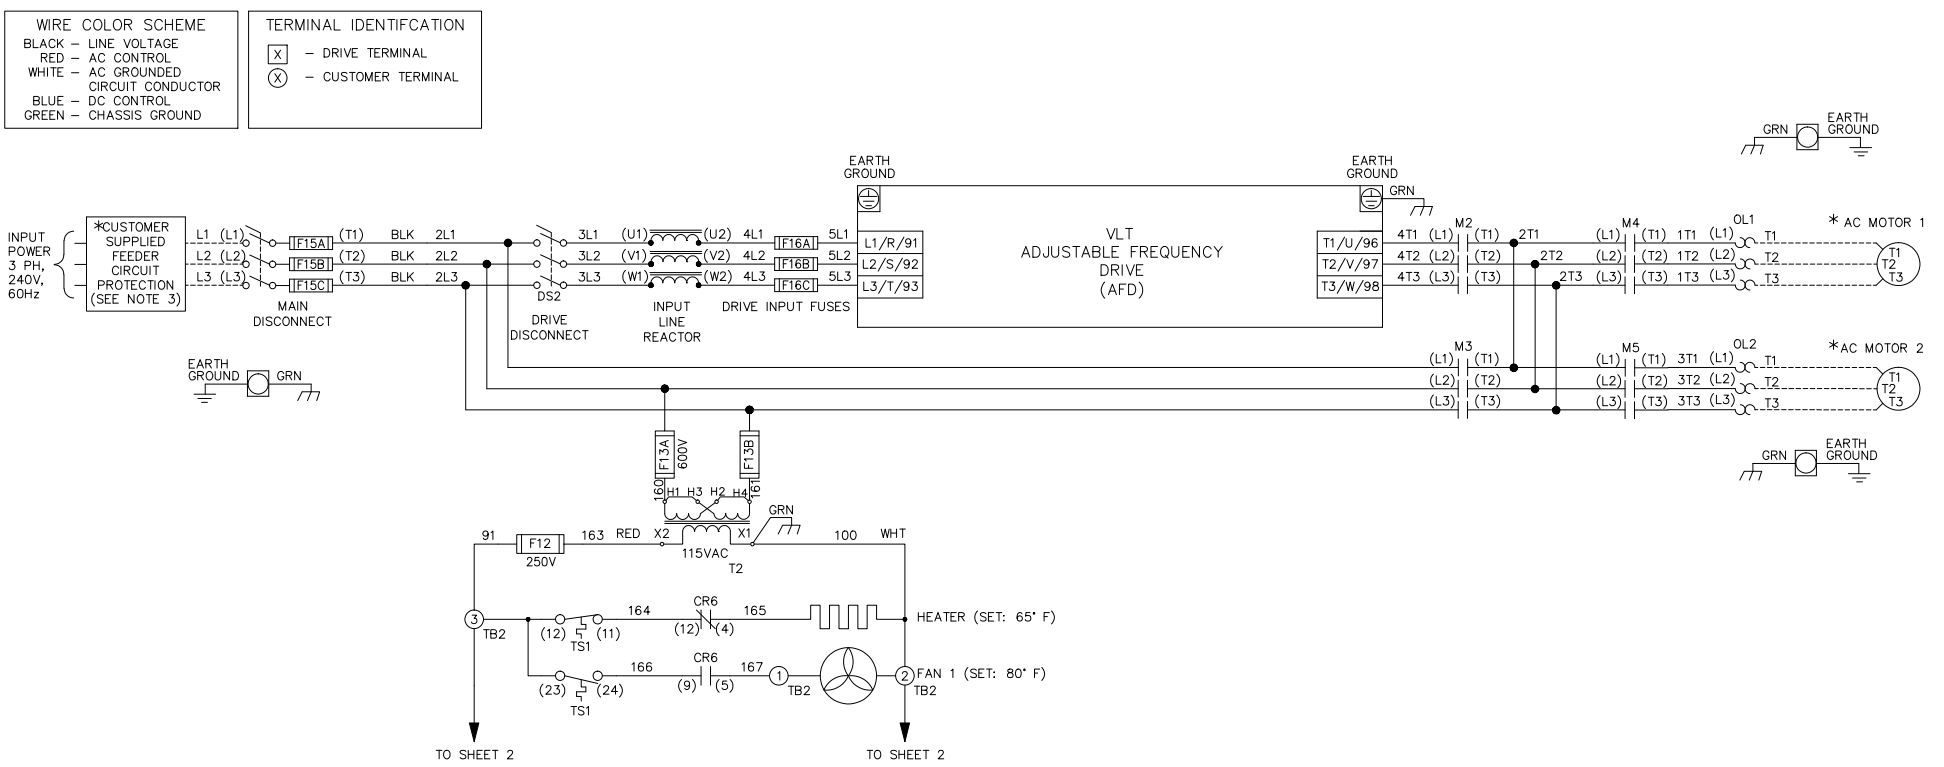 WIRE COLOR SCHEME
BLACK – LINE VOLTAGE
RED – AC CONTROL
WHITE – AC GROUNDED
CIRCUIT CONDUCTOR
BLUE – DC CONTROL
GREEN – CHASSIS GROUND
TERMINAL IDENTIFCATION
X – DRIVE TERMINAL
X – CUSTOMER TERMINAL
GRN EARTH GROUND
EARTH GROUND
EARTH GROUND
GRN
INPUT POWER 3 PH, 240V, 60Hz
*CUSTOMER
SUPPLIED
FEEDER
CIRCUIT
PROTECTION
(SEE NOTE 3)
L1 (L1) F15A (T1) BLK 2L1 3L1 (U1) (U2) 4L1 F16A 5L1 L1/R/91
L2 (L2) F15B (T2) BLK 2L2 3L2 (V1) (V2) 4L2 F16B 5L2 L2/S/92
L3 (L3) F15C (T3) BLK 2L3 3L3 (W1) (W2) 4L3 F16C 5L3 L3/T/93
MAIN
DISCONNECT
DS2
DRIVE
DISCONNECT
INPUT
LINE
REACTOR
DRIVE INPUT FUSES
VLT
ADJUSTABLE FREQUENCY
DRIVE
(AFD)
M2 M4 OL1 * AC MOTOR 1
T1/U/96 4T1 (L1) (T1) 2T1 (L1) (T1) 1T1 (L1) T1
T2/V/97 4T2 (L2) (T2) 2T2 (L2) (T2) 1T2 (L2) T2
T3/W/98 4T3 (L3) (T3) 2T3 (L3) (T3) 1T3 (L3) T3
T1
T2
T3
EARTH GROUND GRN
M3 M5 OL2 *AC MOTOR 2
(L1) (T1) (L1) (T1) 3T1 (L1) T1
(L2) (T2) (L2) (T2) 3T2 (L2) T2
(L3) (T3) (L3) (T3) 3T3 (L3) T3
T1
T2
T3
GRN EARTH GROUND
F13A 600V F13B
160 H1 H3 H2 H4 161
GRN
91 F12 163 RED X2 X1 100 WHT
250V 115VAC
T2
3 TB2 (12) (11) 164 CR6 (12) (4) 165 HEATER (SET: 65° F)
TS1
(23) (24) 166 CR6 (9) (5) 167 1 TB2 2 TB2 FAN 1 (SET: 80° F)
TS1
TO SHEET 2
TO SHEET 2